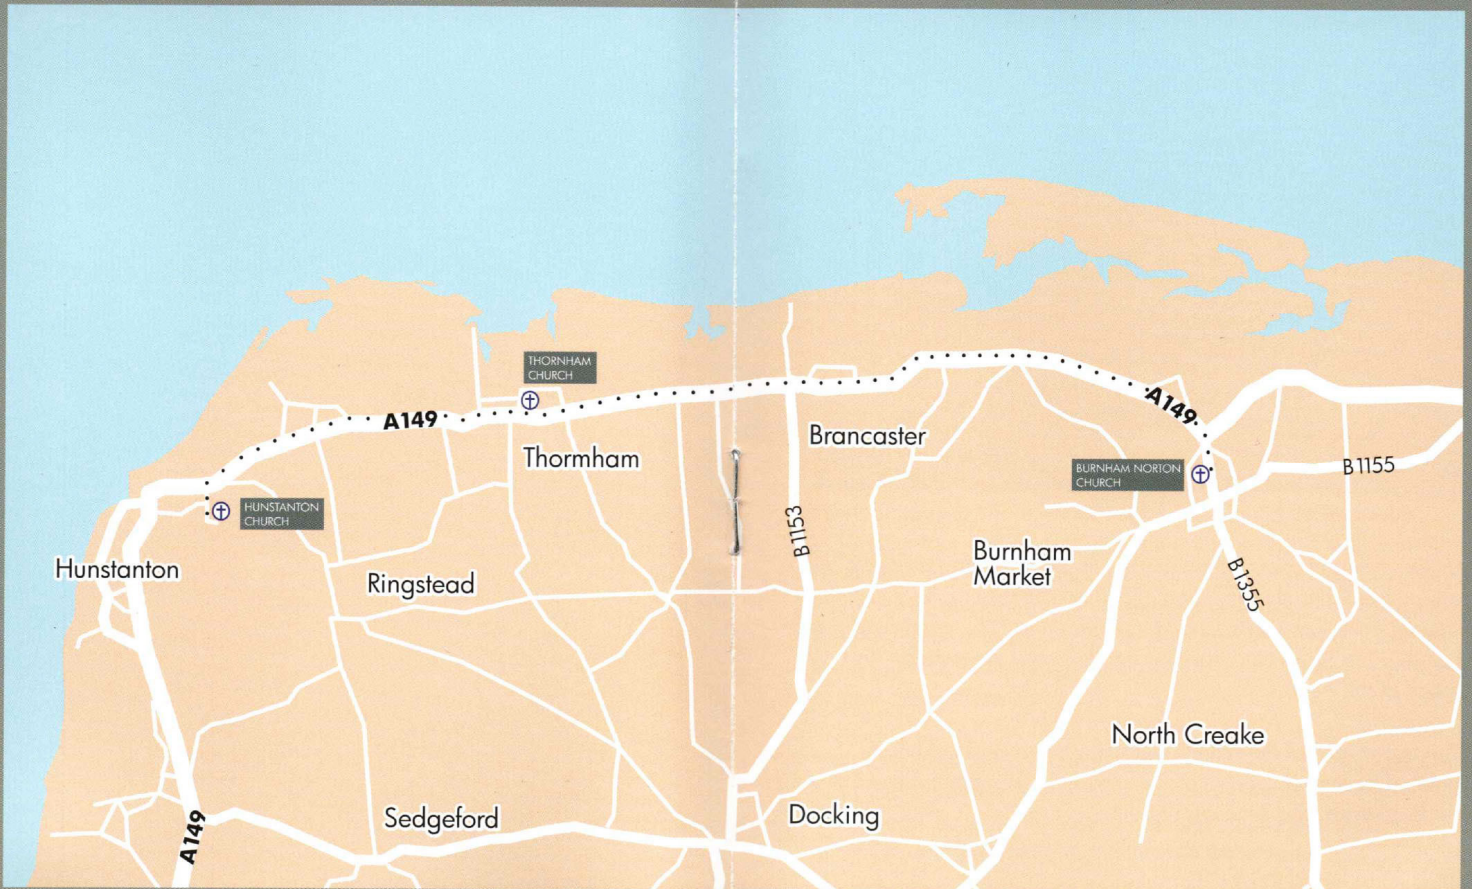 THORNHAM
CHURCH
A149
A149
Brancaster
Thormham
BURNHAM NORTON
CHURCH
B1155
HUNSTANTON
CHURCH
B1153
Hunstanton
Ringstead
Burnham
Market
B1355
North Creake
Sedgeford
Docking
A149